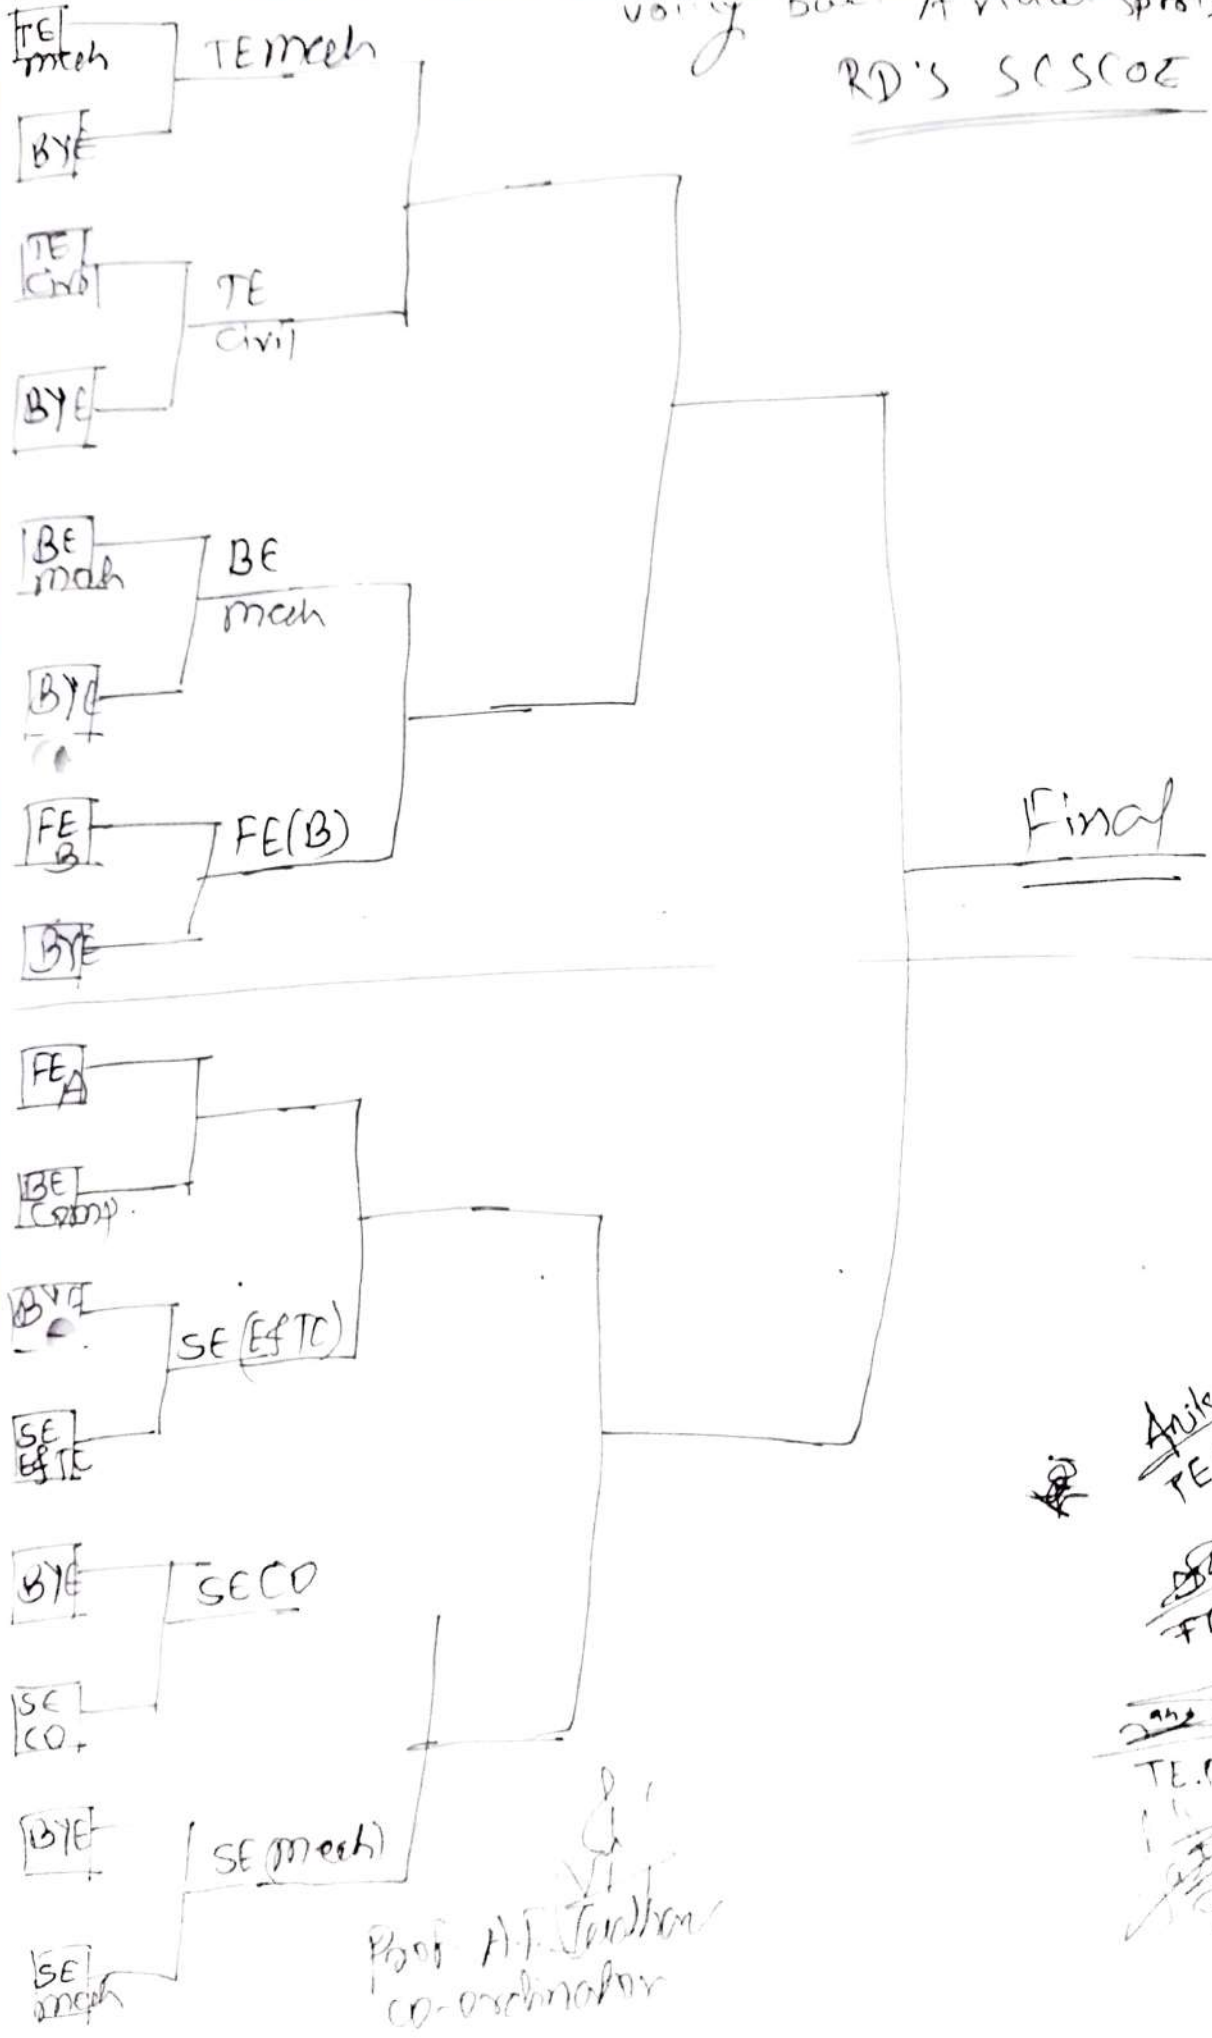 RD'S SCSCOE
TE
mech
TE mech
BYE
TE
Civil
TE
Civil
BYE
BE
mech
BE
mech
BYE
FE
B
FE(B)
BYE
Final
FE
A
BE
Comp.
BYE
SE (E&TC)
SE
E&TC
BYE
SECO
SE
CO.
BYE
SE (Mech)
SE
mech
Prof A.T.
co-ordinator